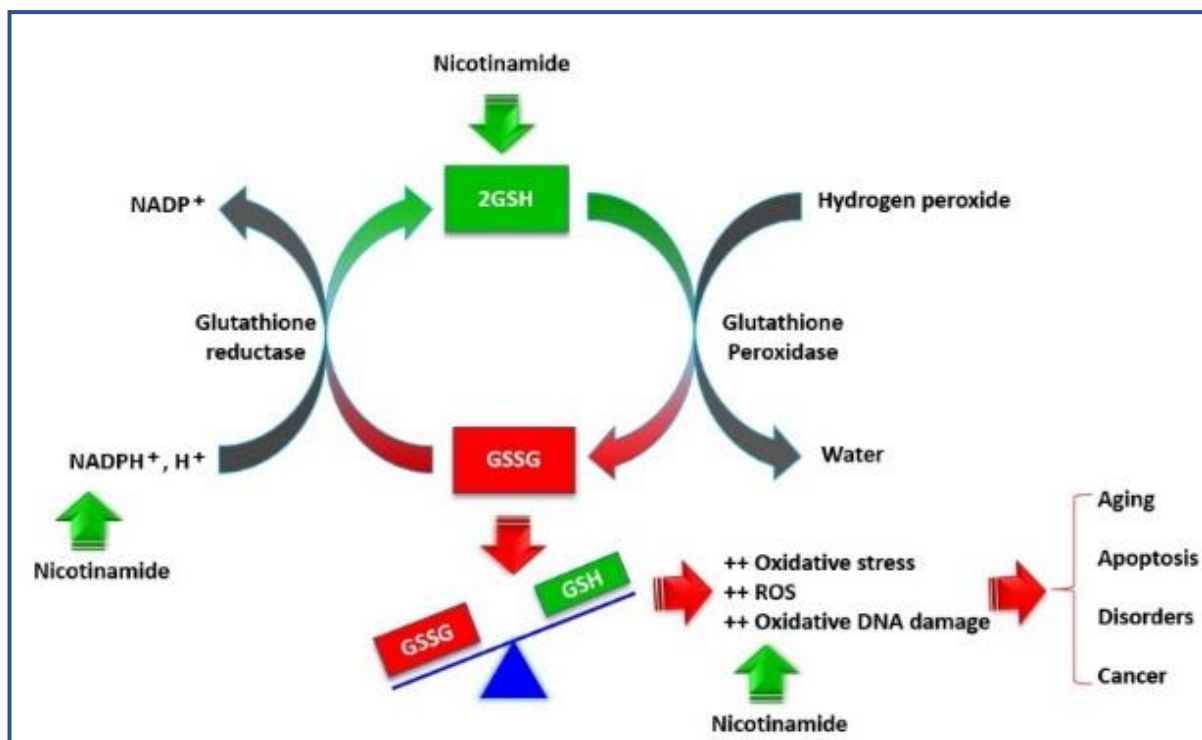 Nicotinamide
2GSH
NADP⁺
Hydrogen peroxide
Glutathione
reductase
Glutathione
Peroxidase
NADPH⁺, H⁺
GSSG
Water
Nicotinamide
GSSG
GSH
++ Oxidative stress
++ ROS
++ Oxidative DNA damage
Nicotinamide
Aging
Apoptosis
Disorders
Cancer